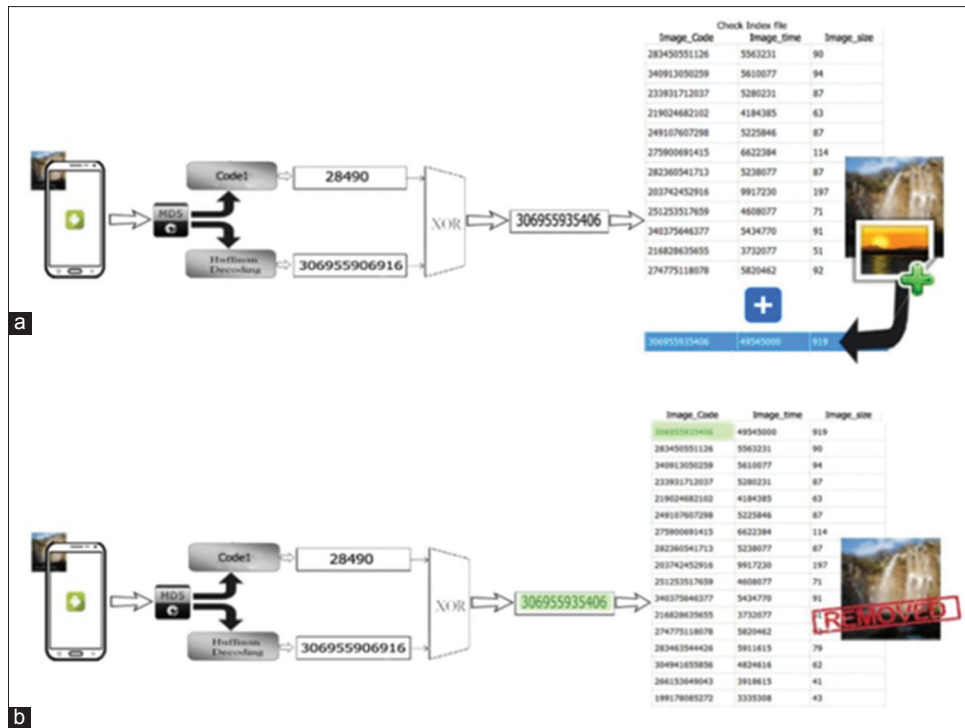 Check Index file
Image_Code Image_time Image_size
283450551126 5563231 90
340913050259 5610077 94
233931712037 5280231 87
219024682102 4184385 63
249107607298 5225846 87
275900691415 6622384 114
282360541713 5238077 87
203742452916 9917230 197
251253517659 4608077 71
340375646377 5434770 91
216828635655 3732077 51
274775118078 5820462 92
306955935406 49545000 919
MD5
Code1
28490
Huffman
Decoding
306955906916
XOR
306955935406
a
Image_Code Image_time Image_size
306955935406 49545000 919
283450551126 5563231 90
340913050259 5610077 94
233931712037 5280231 87
219024682102 4184385 63
249107607298 5225846 87
275900691415 6622384 114
282360541713 5238077 87
203742452916 9917230 197
251253517659 4608077 71
340375646377 5434770 91
216828635655 3732077
274775118078 5820462
283463544426 5911615 79
304941655856 4824616 62
266153649043 3918615 41
199178085272 3335308 43
REMOVED
MD5
Code1
28490
Huffman
Decoding
306955906916
XOR
306955935406
b